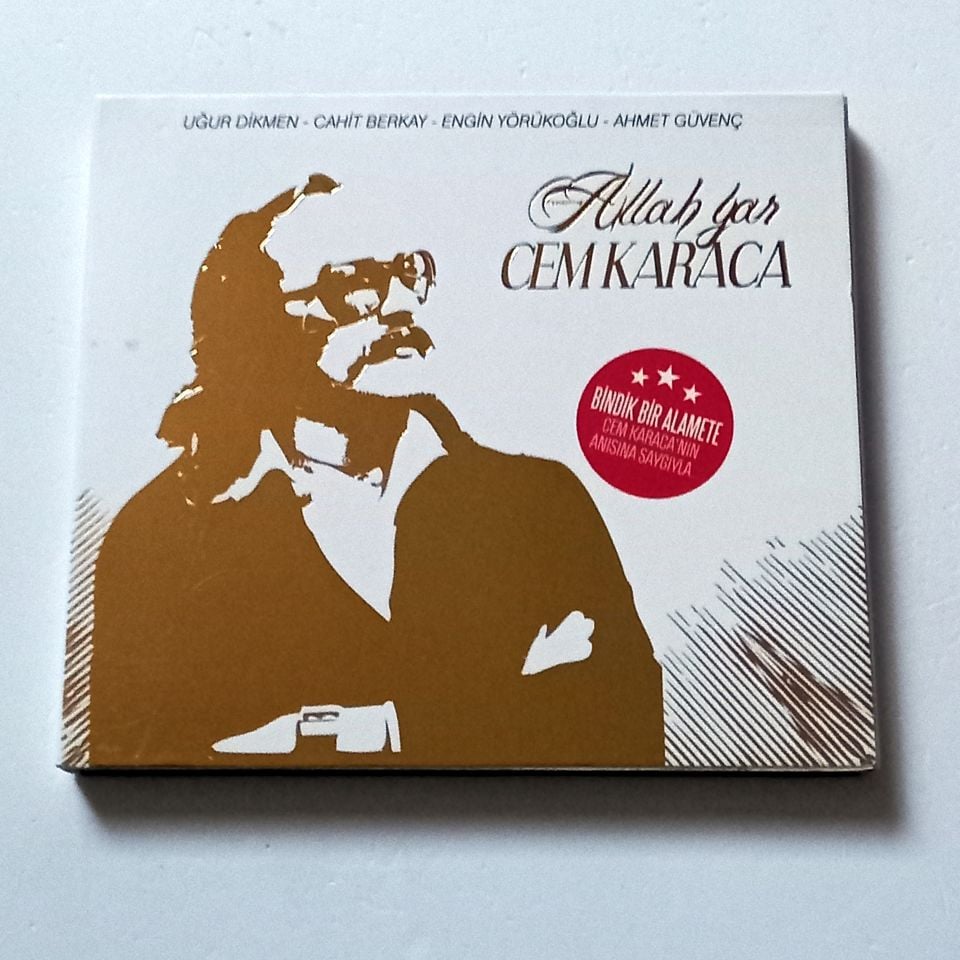 UĞUR DİKMEN - CAHİT BERKAY - ENGİN YÖRÜKOĞLU - AHMET GÜVENÇ
Allah Yar
CEM KARACA
BİNDİK BİR ALAMETE
CEM KARACA'NIN
ANISINA SAYGIYLA